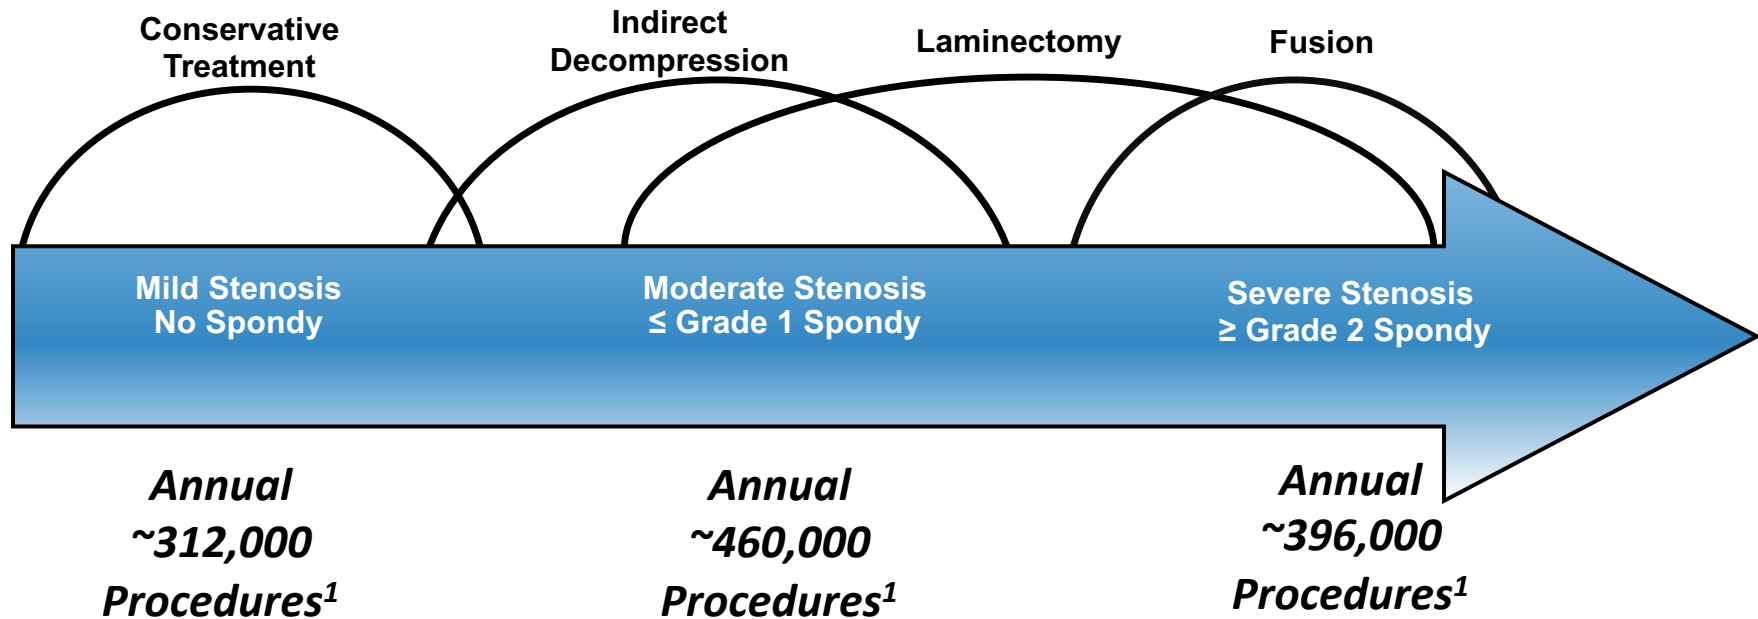 Conservative
Treatment
Indirect
Decompression
Laminectomy
Fusion
Mild Stenosis
No Spondy
Moderate Stenosis
≤ Grade 1 Spondy
Severe Stenosis
≥ Grade 2 Spondy
Annual
~312,000
Procedures¹
Annual
~460,000
Procedures¹
Annual
~396,000
Procedures¹